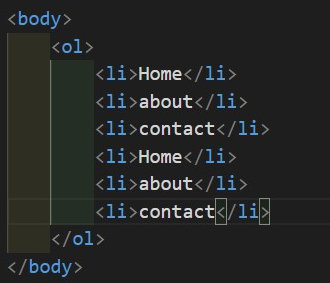 <body>
<ol>
<li>Home</li>
<li>about</li>
<li>contact</li>
<li>Home</li>
<li>about</li>
<li>contact</li>
</ol>
</body>